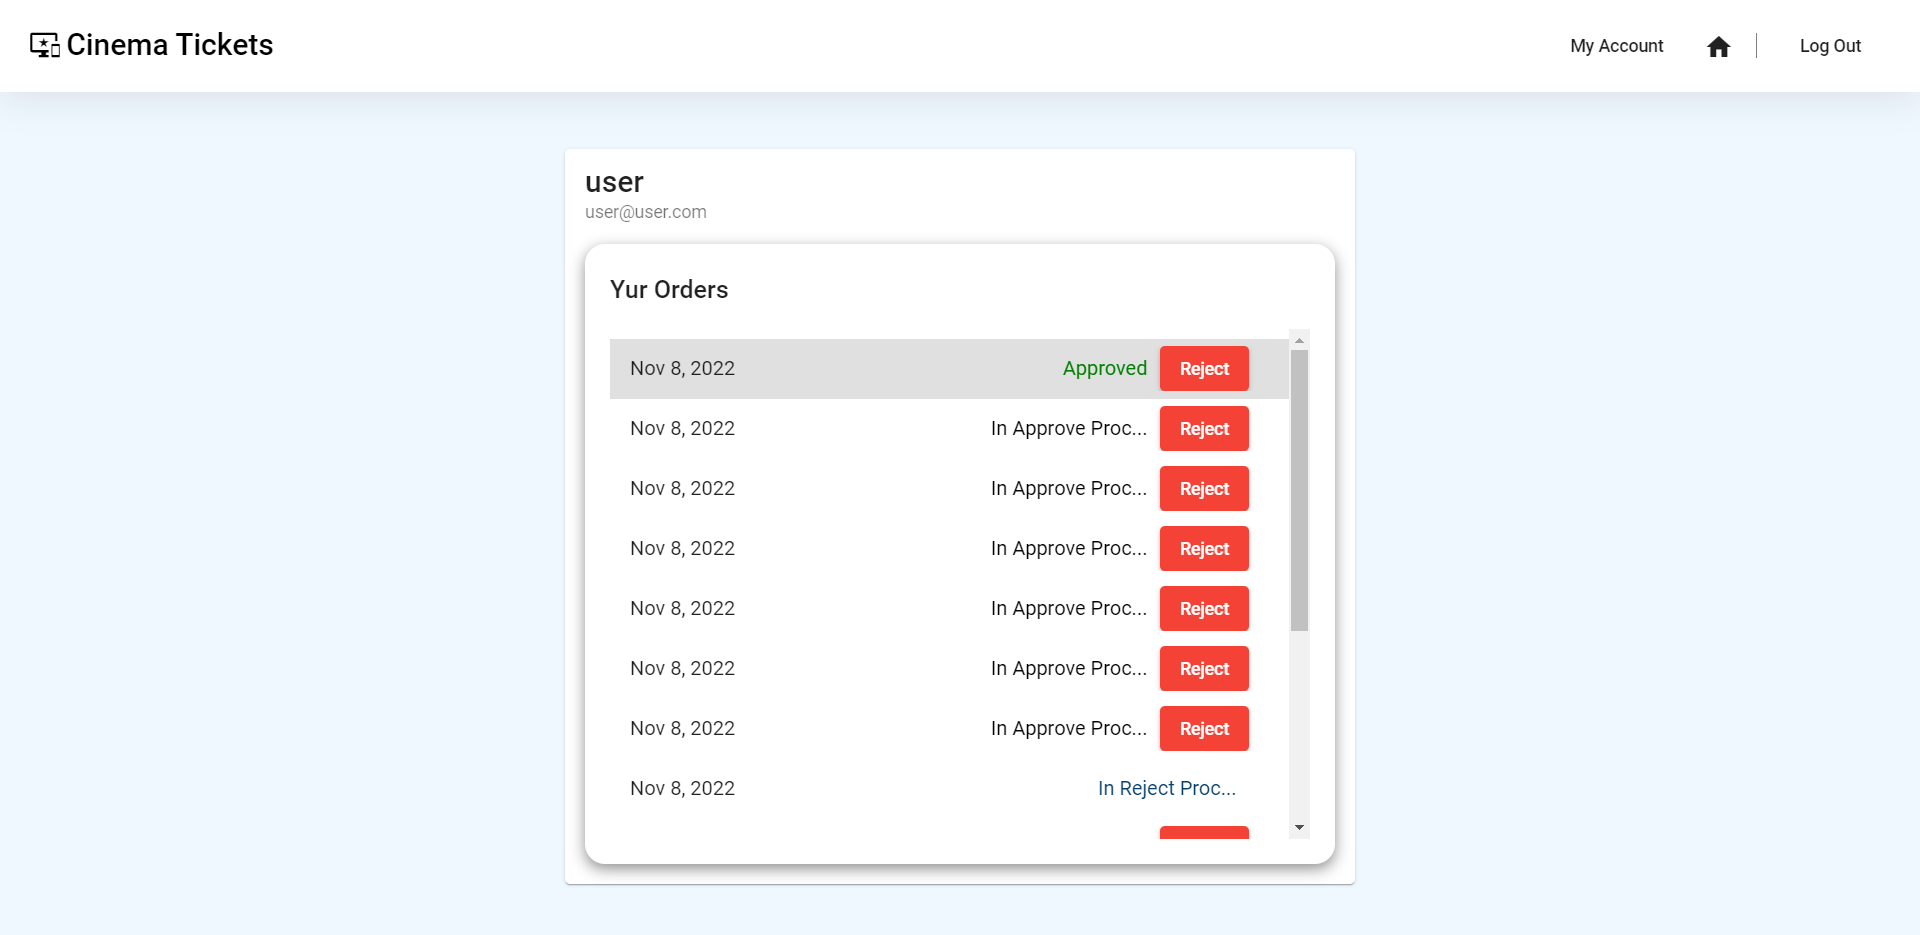 Cinema Tickets
My Account
Log Out
user
user@user.com
Yur Orders
Nov 8, 2022 Approved Reject
Nov 8, 2022 In Approve Proc... Reject
Nov 8, 2022 In Approve Proc... Reject
Nov 8, 2022 In Approve Proc... Reject
Nov 8, 2022 In Approve Proc... Reject
Nov 8, 2022 In Approve Proc... Reject
Nov 8, 2022 In Approve Proc... Reject
Nov 8, 2022 In Reject Proc...